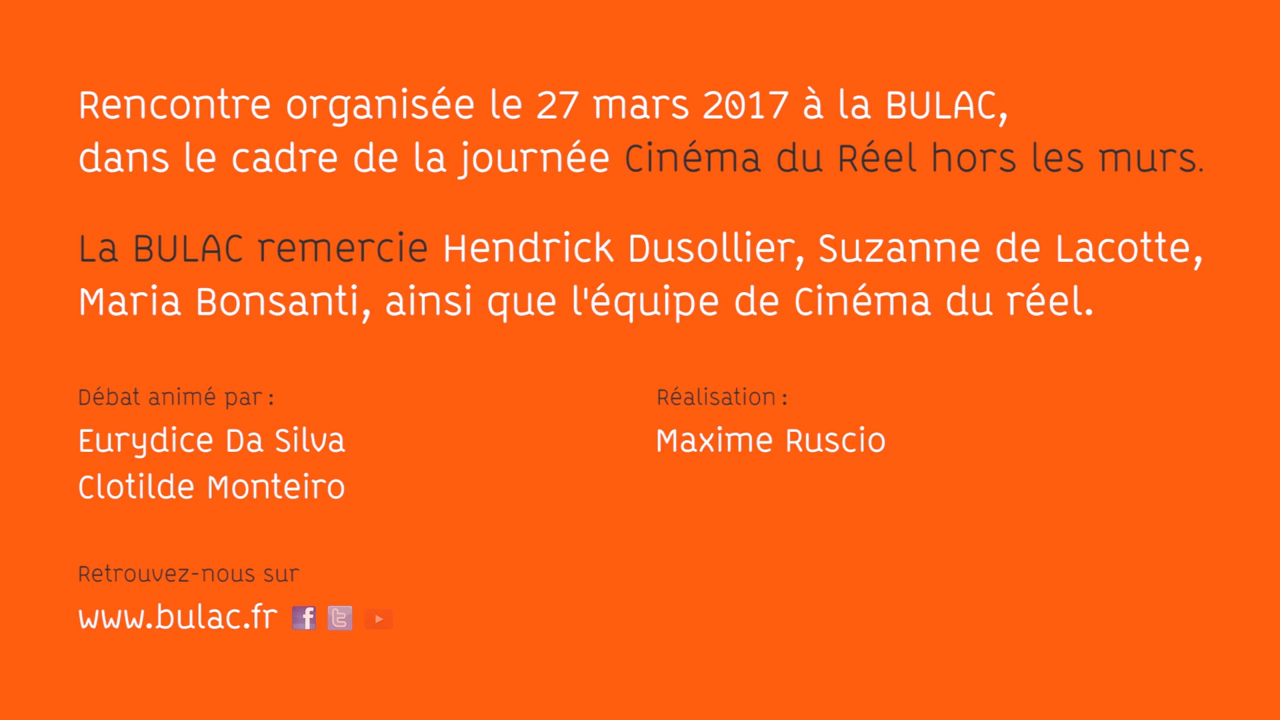 Rencontre organisée le 27 mars 2017 à la BULAC,
dans le cadre de la journée Cinéma du Réel hors les murs.
La BULAC remercie Hendrick Dusollier, Suzanne de Lacotte,
Maria Bonsanti, ainsi que l'équipe de Cinéma du réel.
Débat animé par :
Eurydice Da Silva
Clotilde Monteiro
Réalisation :
Maxime Ruscio
Retrouvez-nous sur
www.bulac.fr